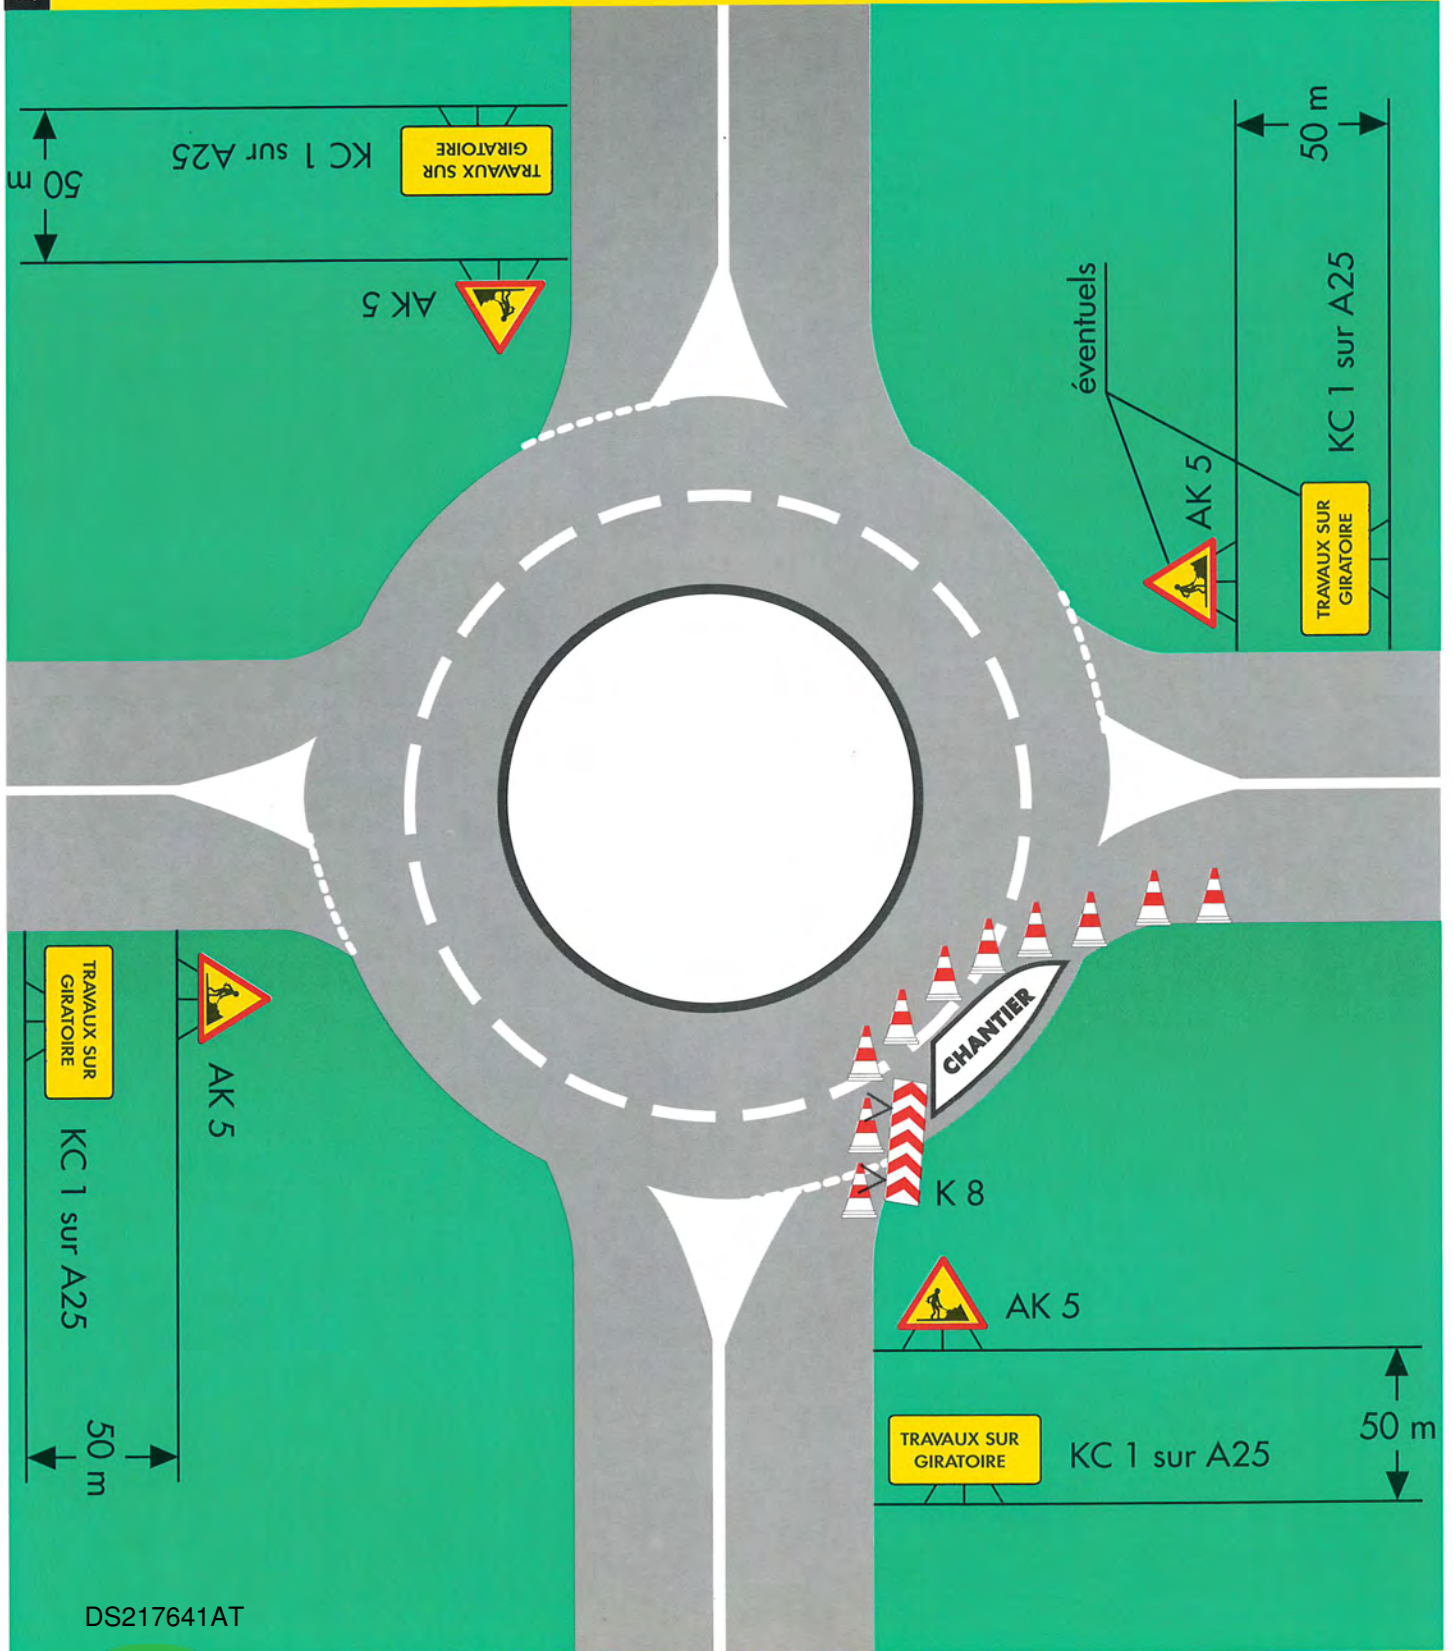 TRAVAUX SUR
GIRATOIRE
KC 1 sur A25
50 m
AK 5
50 m
KC 1 sur A25
éventuels
AK 5
TRAVAUX SUR
GIRATOIRE
TRAVAUX SUR
GIRATOIRE
AK 5
KC 1 sur A25
50 m
CHANTIER
K 8
AK 5
TRAVAUX SUR
GIRATOIRE
KC 1 sur A25
50 m
DS217641AT